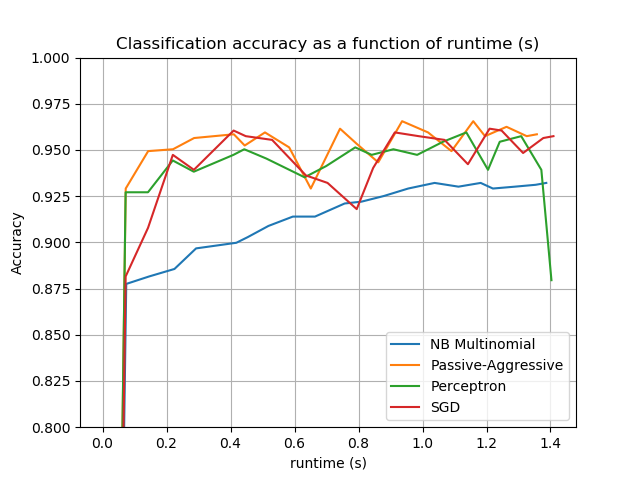 Classification accuracy as a function of runtime (s)
1.000
0.975
0.950
0.925
0.900
0.875
0.850
0.825
0.800
Accuracy
0.0 0.2 0.4 0.6 0.8 1.0 1.2 1.4
runtime (s)
NB Multinomial
Passive-Aggressive
Perceptron
SGD